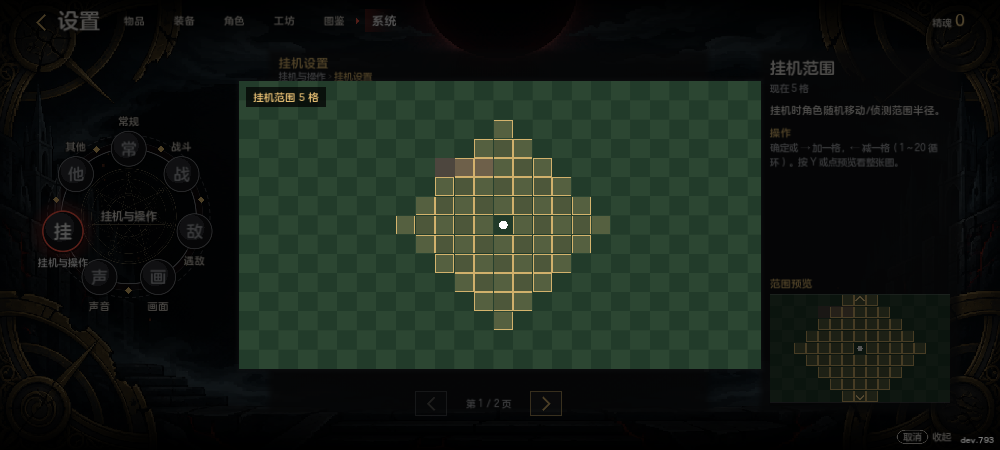 设置
物品
装备
角色
工坊
图鉴
系统
精魂 0
挂机设置
挂机与操作 · 挂机设置
挂机范围 5 格
挂机范围
现在 5 格
挂机时角色随机移动/侦测范围半径。
操作
确定或 → 加一格，← 减一格（1~20 循
环）。按 Y 或点预览看整张图。
范围预览
常规
常
其他
他
战斗
战
挂机与操作
挂
挂机与操作
敌
遇敌
声
声音
画
画面
第 1 / 2 页
取消 收起
dev.793